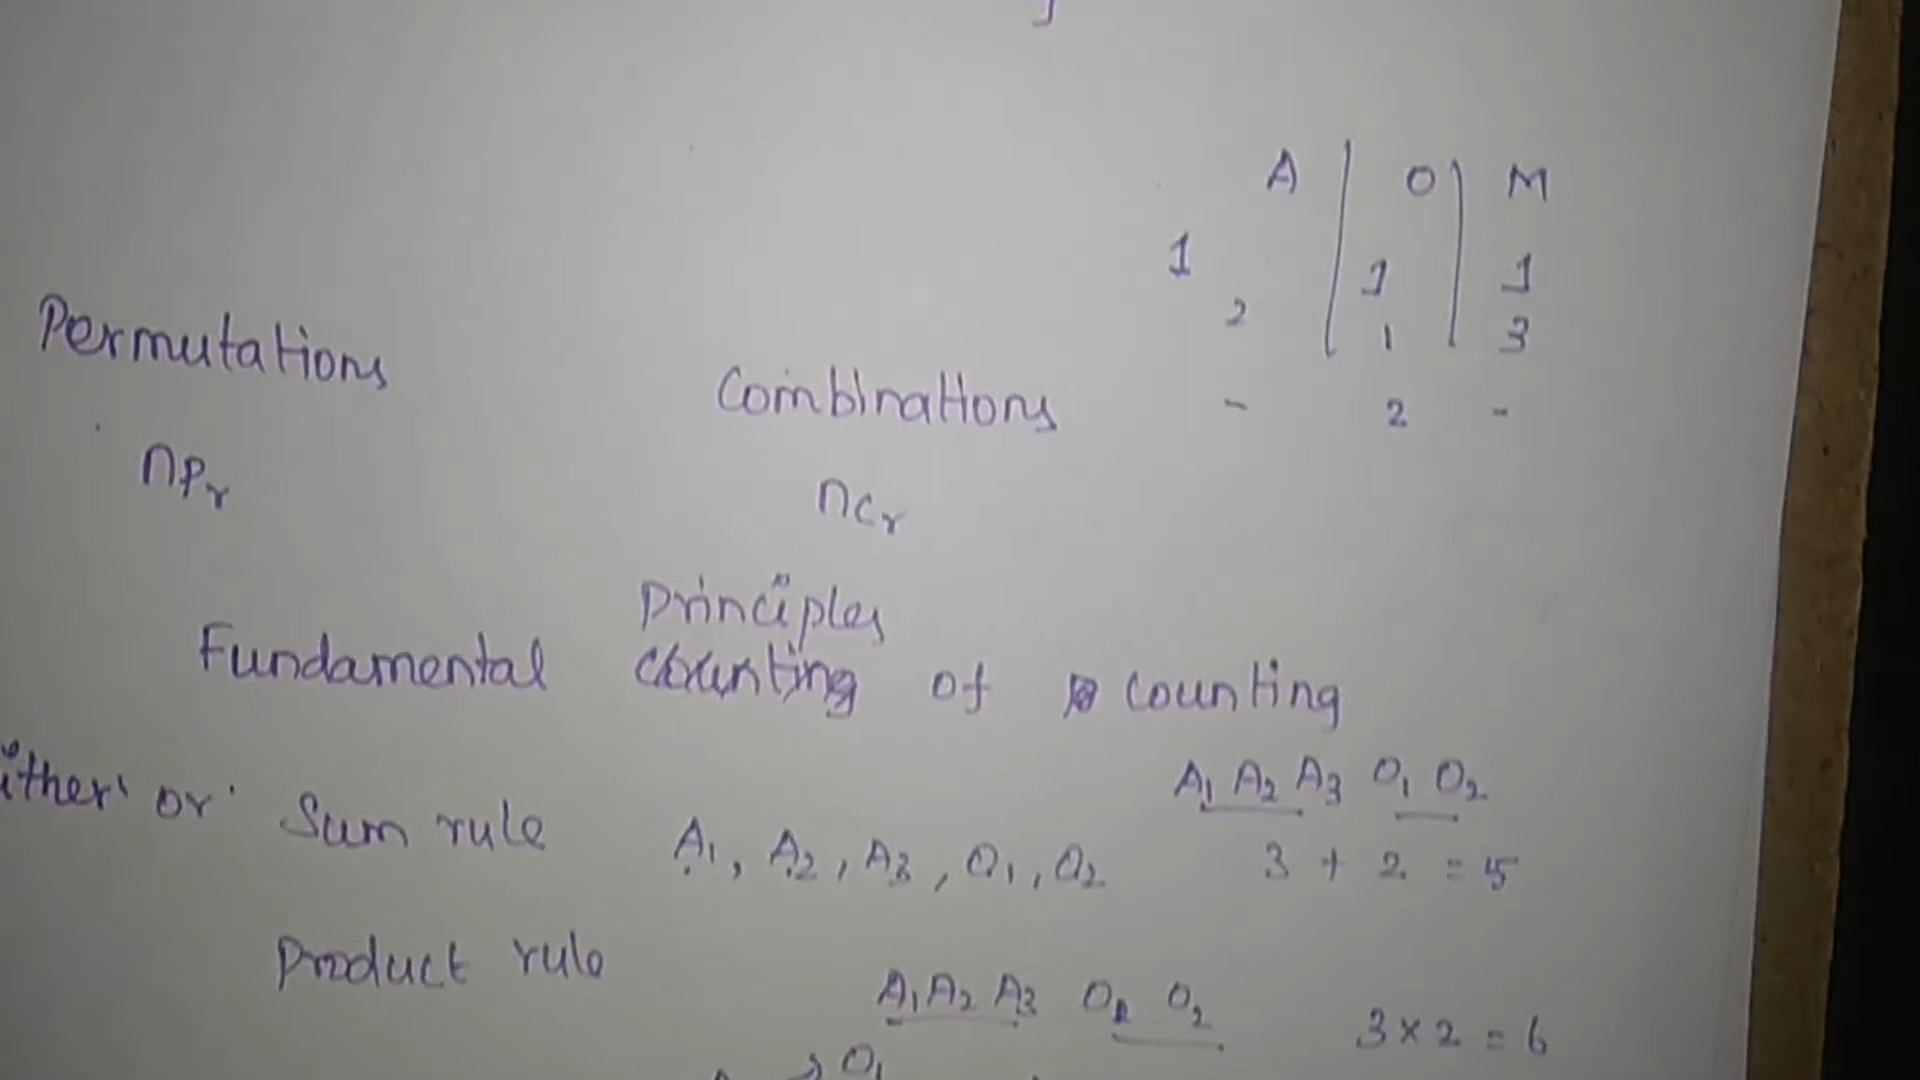 A | O | M
1 1 1
2 1 3
- 2 -
Permutations Combinations
nPr nCr
Principles
Fundamental of counting
A1 A2 A3 O1 O2
ither or Sum rule A1, A2, A3, O1, O2 3 + 2 = 5
Product rule A1 A2 A3 O1 O2 3 x 2 = 6
O1